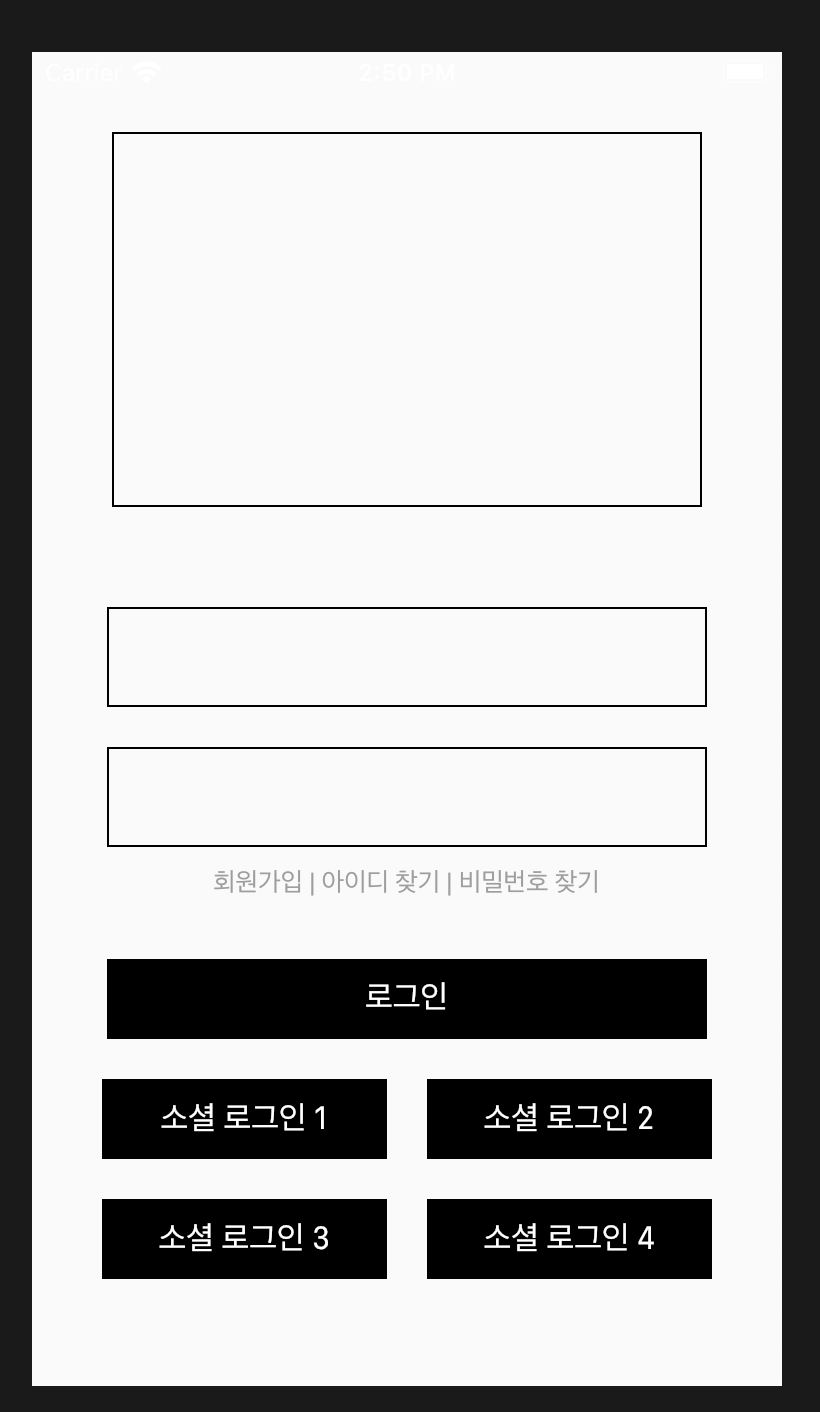 Carrier 2:50 PM
회원가입 | 아이디 찾기 | 비밀번호 찾기
로그인
소셜 로그인 1 소셜 로그인 2
소셜 로그인 3 소셜 로그인 4